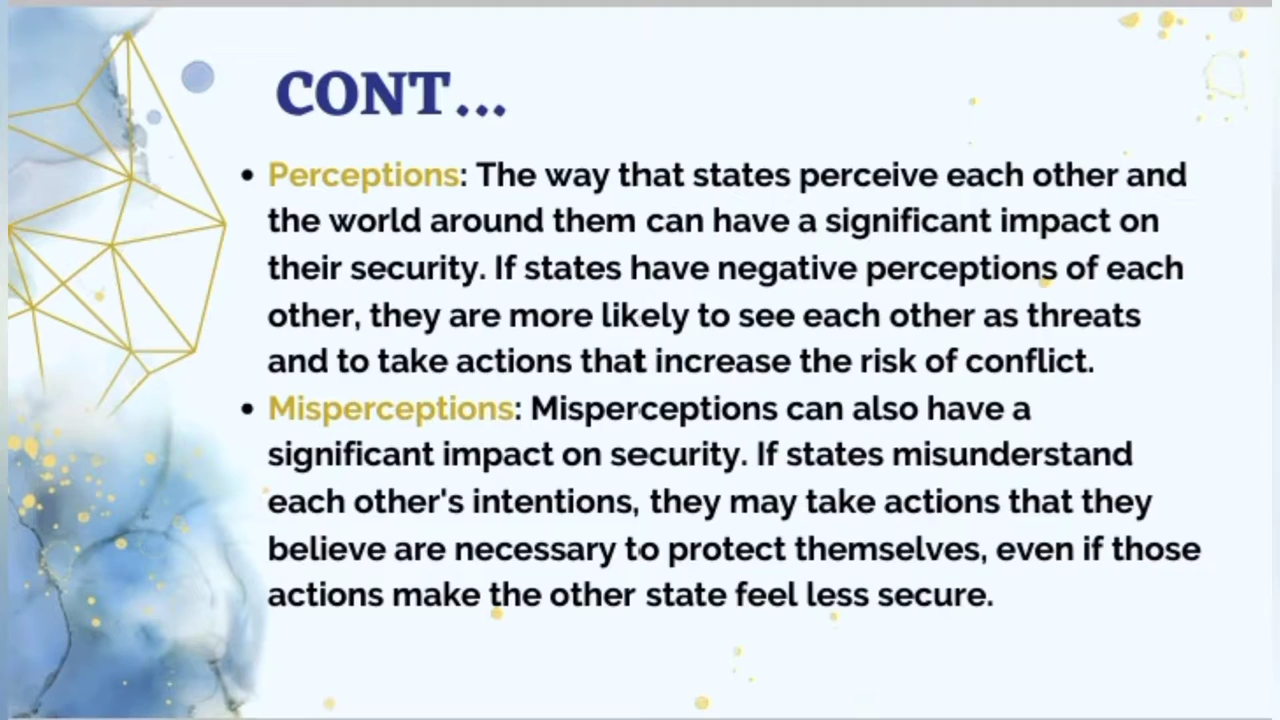 CONT...
• Perceptions: The way that states perceive each other and
the world around them can have a significant impact on
their security. If states have negative perceptions of each
other, they are more likely to see each other as threats
and to take actions that increase the risk of conflict.
• Misperceptions: Misperceptions can also have a
significant impact on security. If states misunderstand
each other's intentions, they may take actions that they
believe are necessary to protect themselves, even if those
actions make the other state feel less secure.